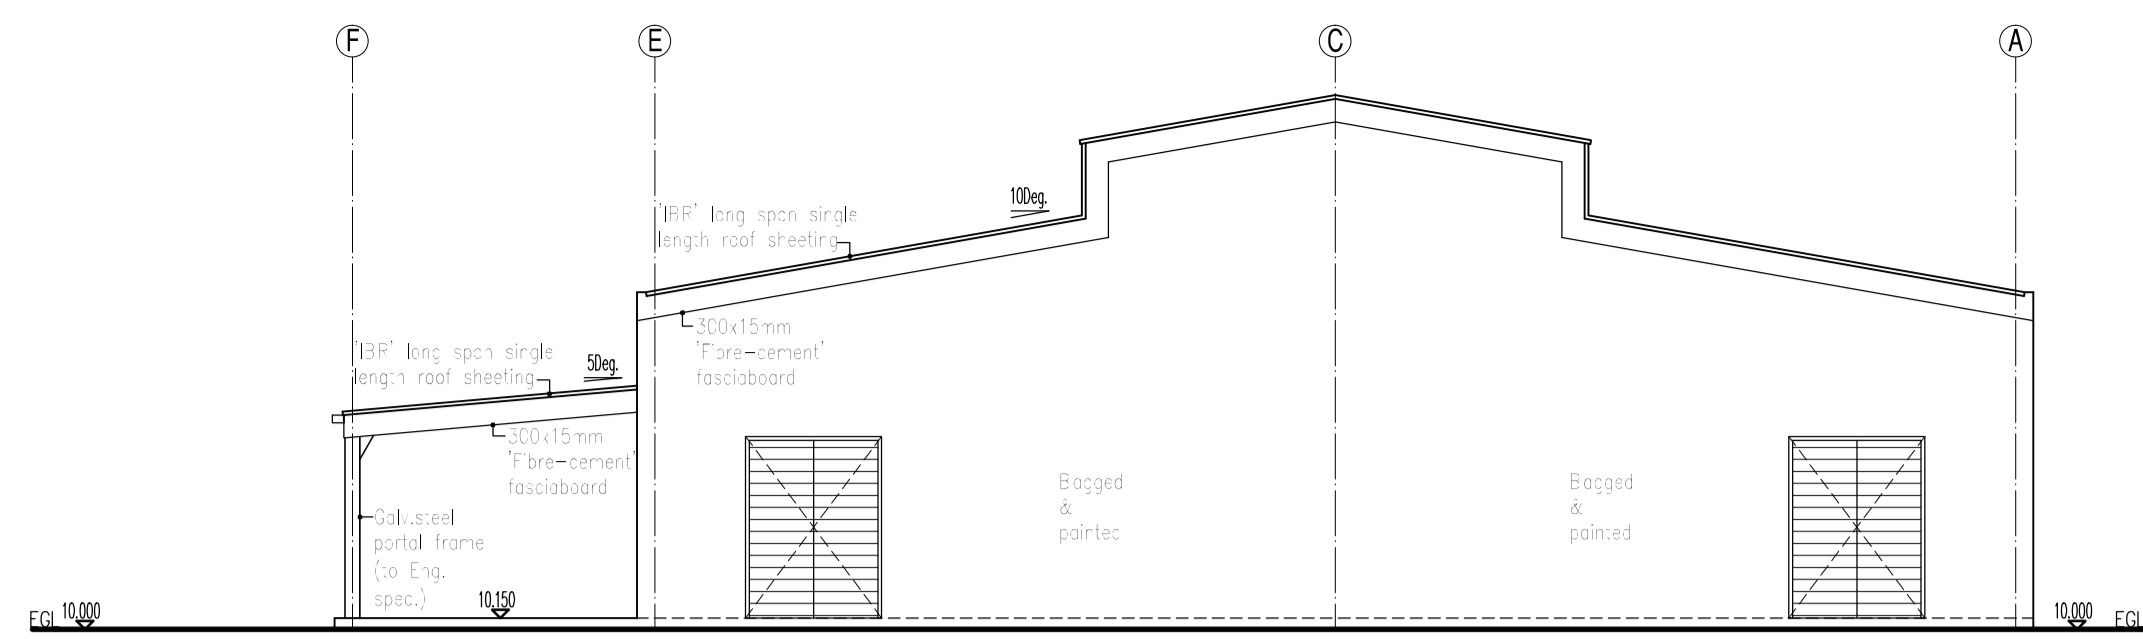 F
E
C
A
10Deg.
'IBR' long span single
length roof sheeting
300x15mm
'Fibre-cement'
fasciaboard
'IBR' long span single
length roof sheeting
5Deg.
300x15mm
'Fibre-cement'
fasciaboard
Galv.steel
portal frame
(to Eng.
spec.)
Bagged
&
painted
Bagged
&
painted
10.150
EGL 10.000
10.000 EGL